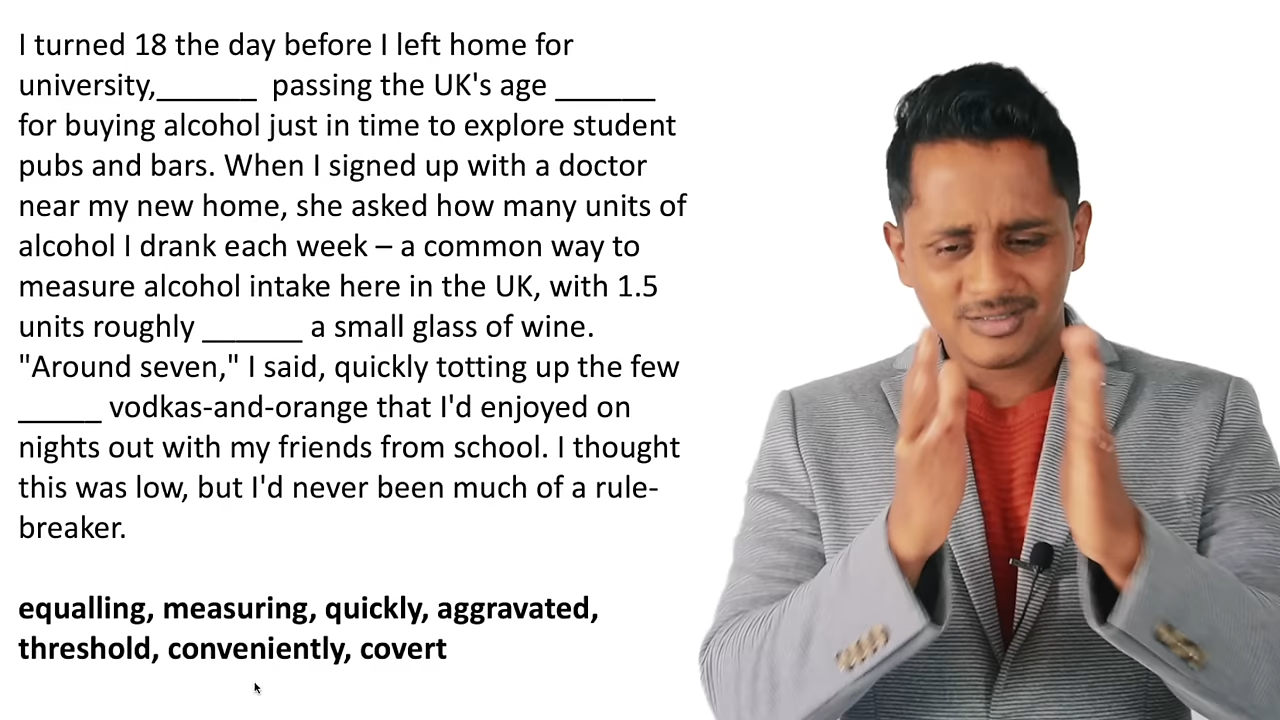 I turned 18 the day before I left home for
university,______ passing the UK's age ______
for buying alcohol just in time to explore student
pubs and bars. When I signed up with a doctor
near my new home, she asked how many units of
alcohol I drank each week – a common way to
measure alcohol intake here in the UK, with 1.5
units roughly ______ a small glass of wine.
"Around seven," I said, quickly totting up the few
_____ vodkas-and-orange that I'd enjoyed on
nights out with my friends from school. I thought
this was low, but I'd never been much of a rule-
breaker.
equalling, measuring, quickly, aggravated,
threshold, conveniently, covert